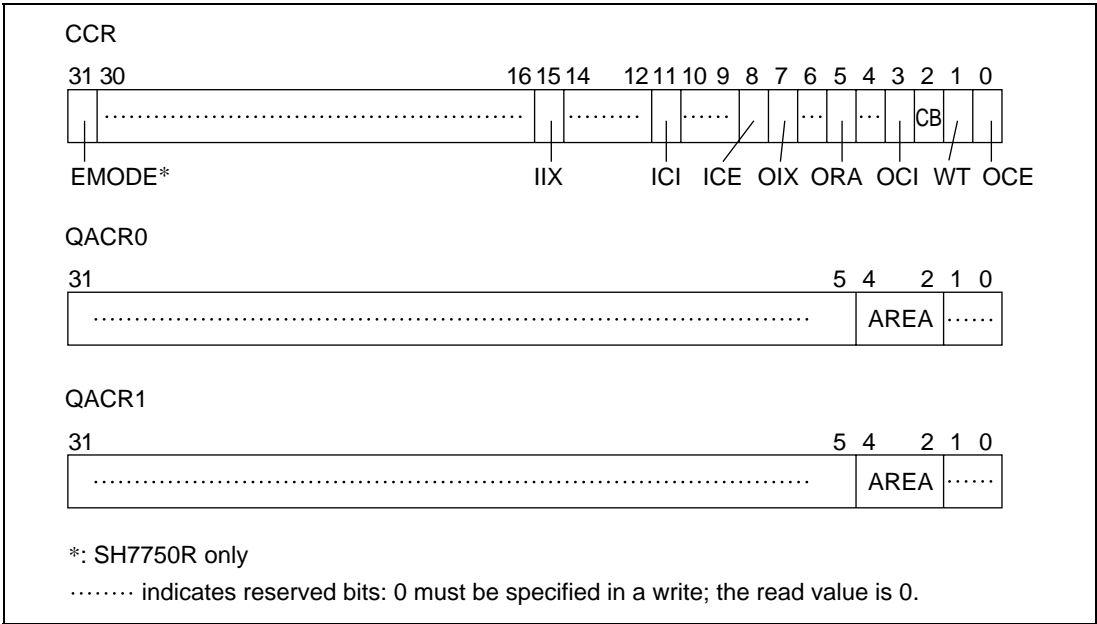 CCR
31 30 16 15 14 12 11 10 9 8 7 6 5 4 3 2 1 0
CB
EMODE* IIX ICI ICE OIX ORA OCI WT OCE
QACR0
31 5 4 2 1 0
AREA
QACR1
31 5 4 2 1 0
AREA
*: SH7750R only
········ indicates reserved bits: 0 must be specified in a write; the read value is 0.